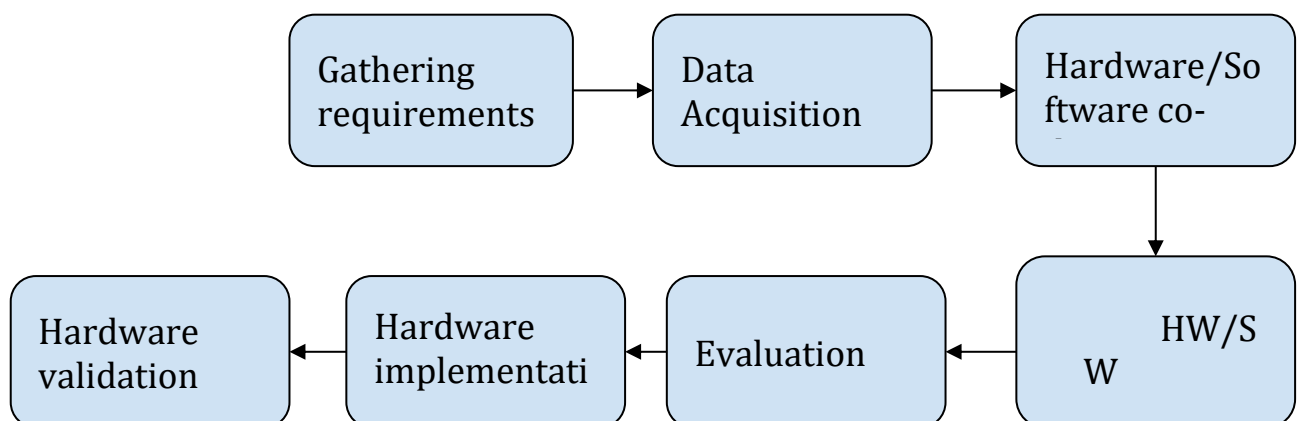 Gathering
requirements
Data
Acquisition
Hardware/So
ftware co-
HW/S
W
Evaluation
Hardware
implementati
Hardware
validation